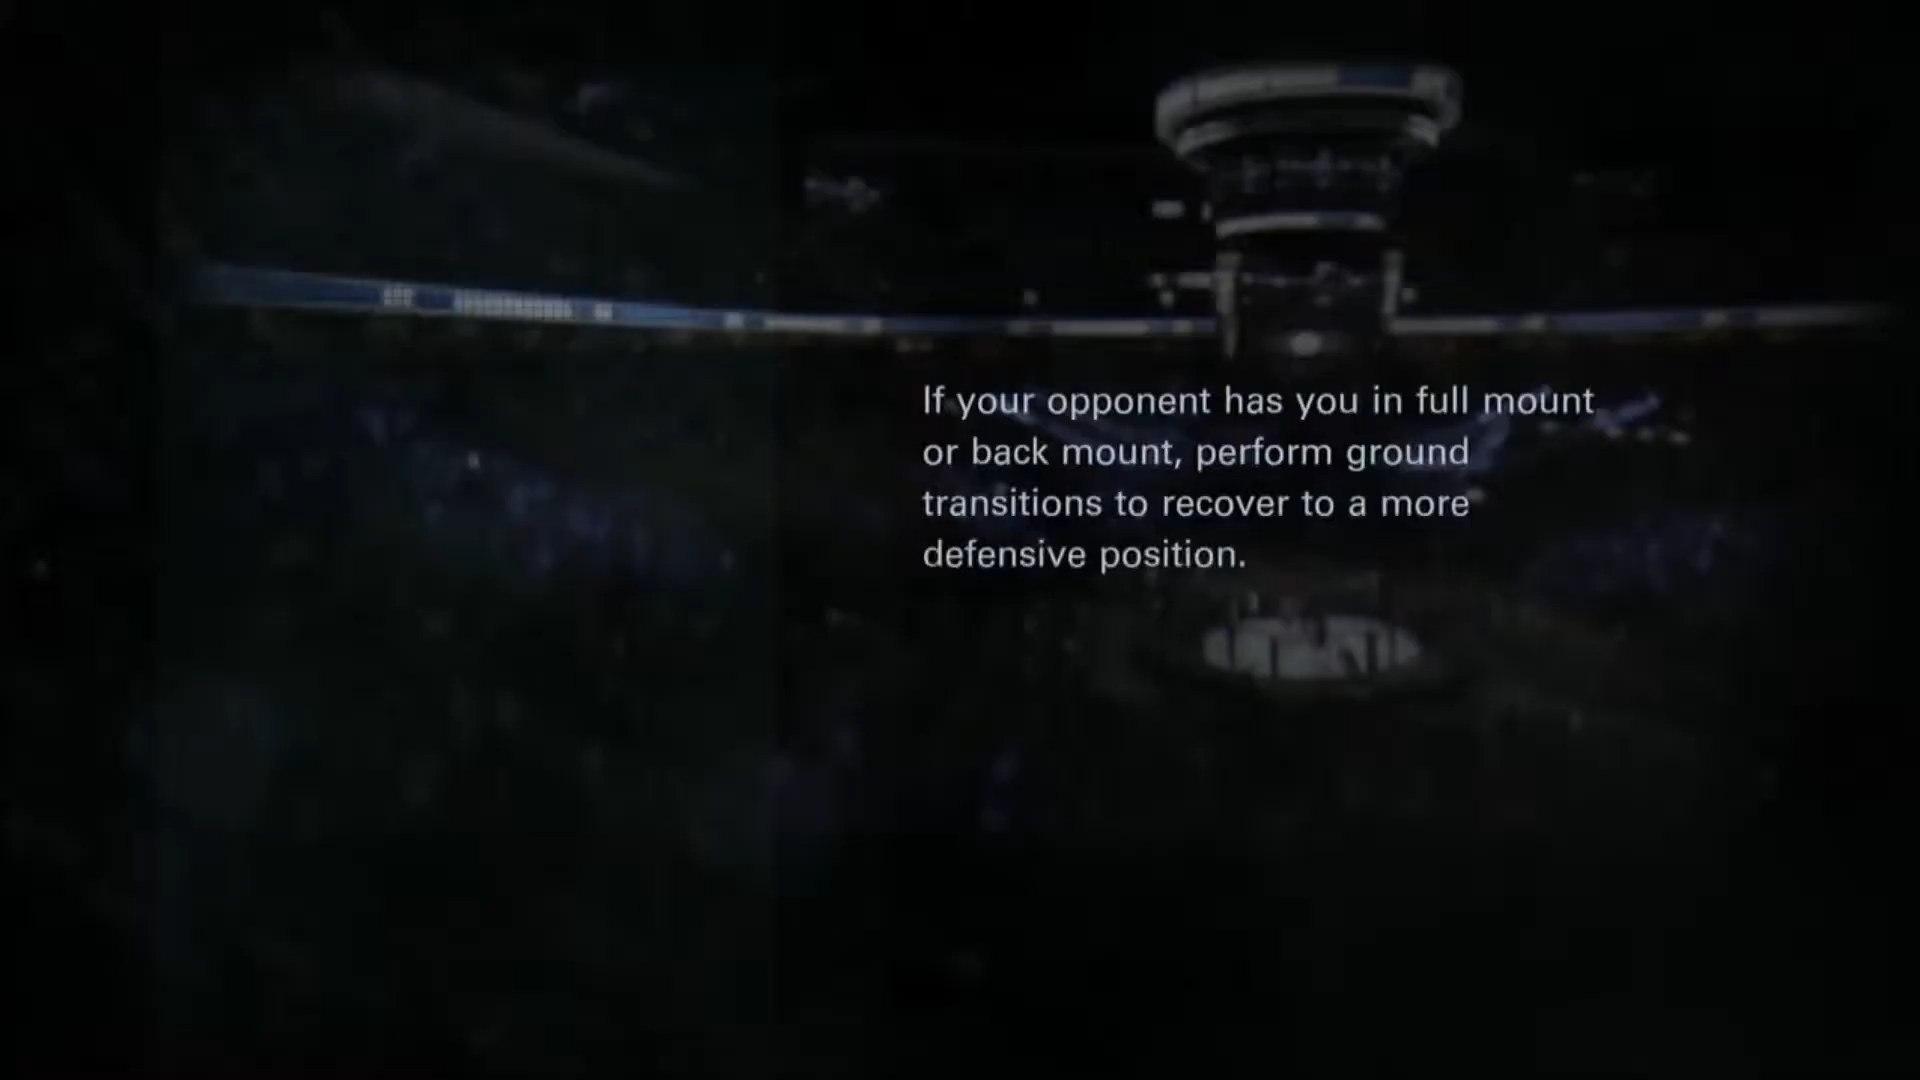 If your opponent has you in full mount
or back mount, perform ground
transitions to recover to a more
defensive position.